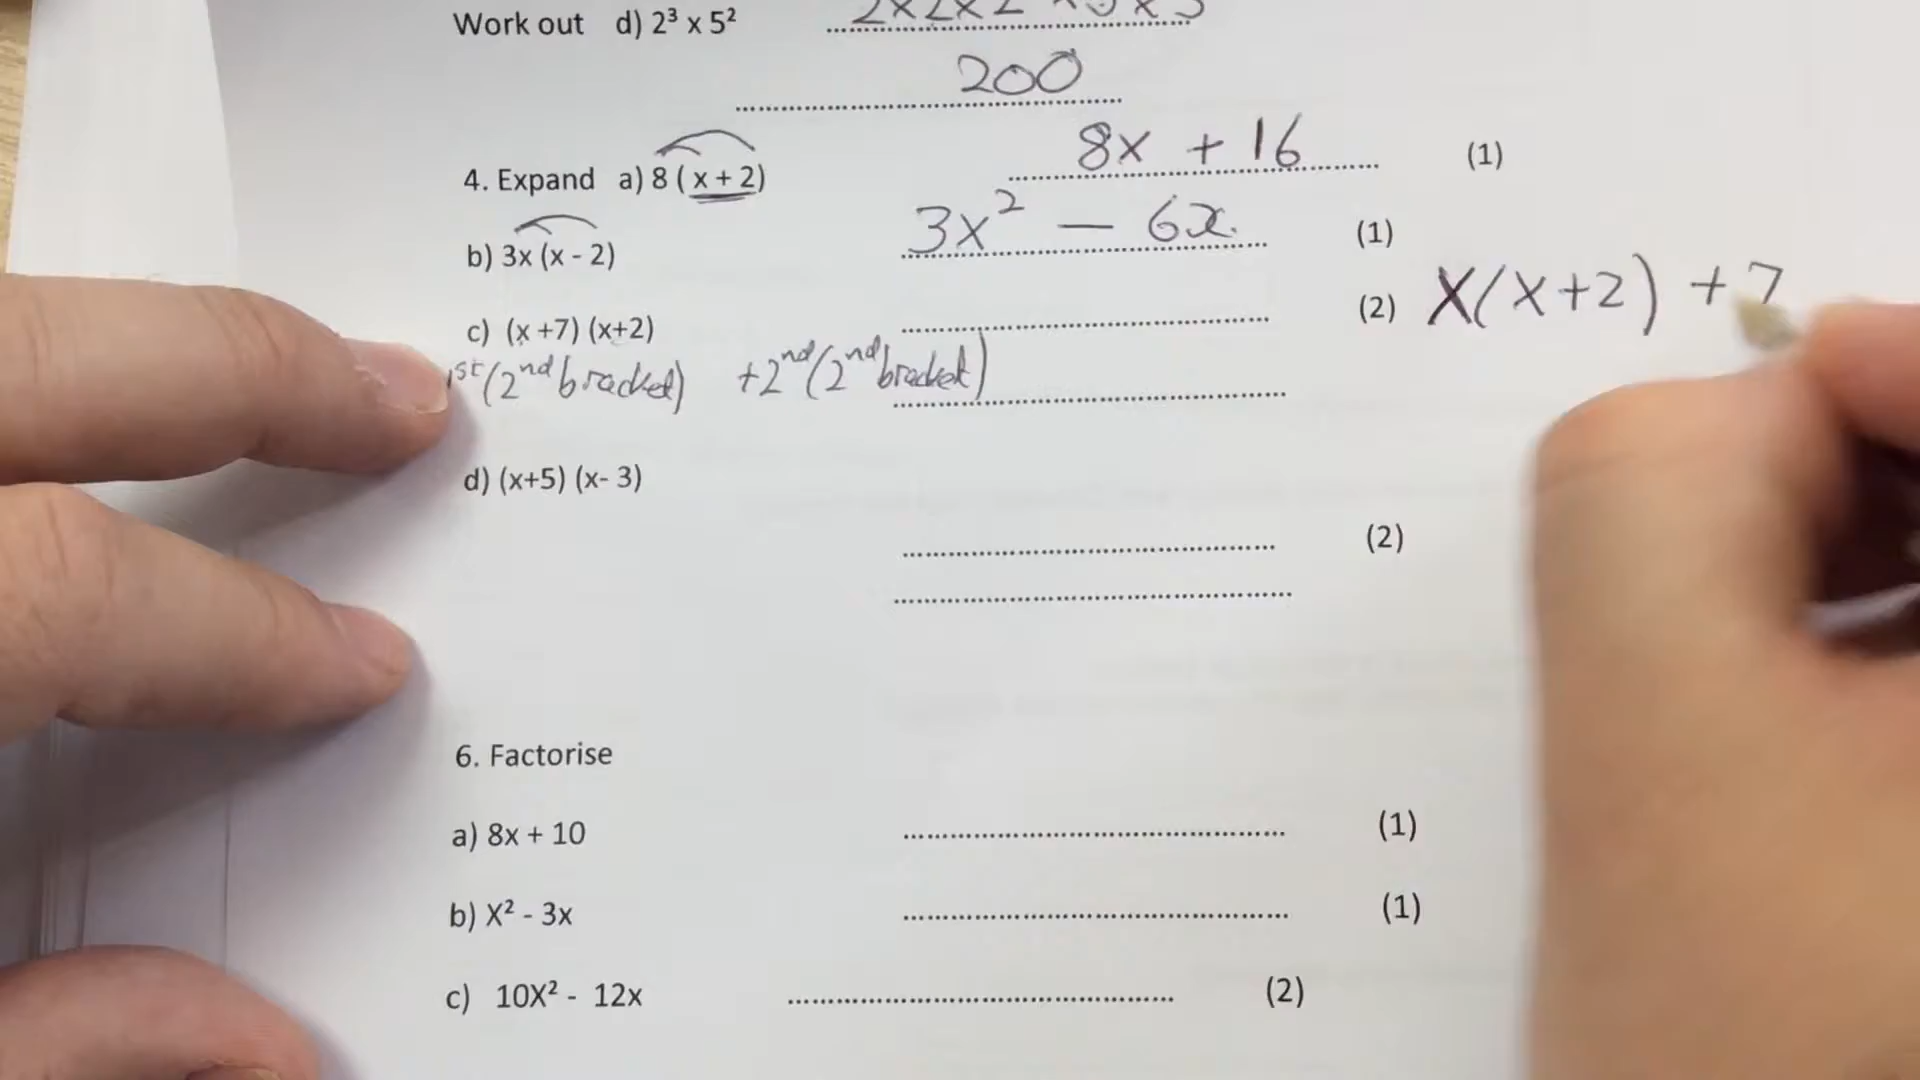 2x2x2 x5x5
Work out d) 2³ x 5²
200
4. Expand a) 8 ( x + 2) 8x + 16 (1)
b) 3x (x - 2) 3x² - 6x. (1)
c) (x +7) (x+2) (2) X(x+2) +7
1st(2nd bracket) +2nd(2nd bracket)
d) (x+5) (x- 3)
(2)
6. Factorise
a) 8x + 10 (1)
b) X² - 3x (1)
c) 10X² - 12x (2)